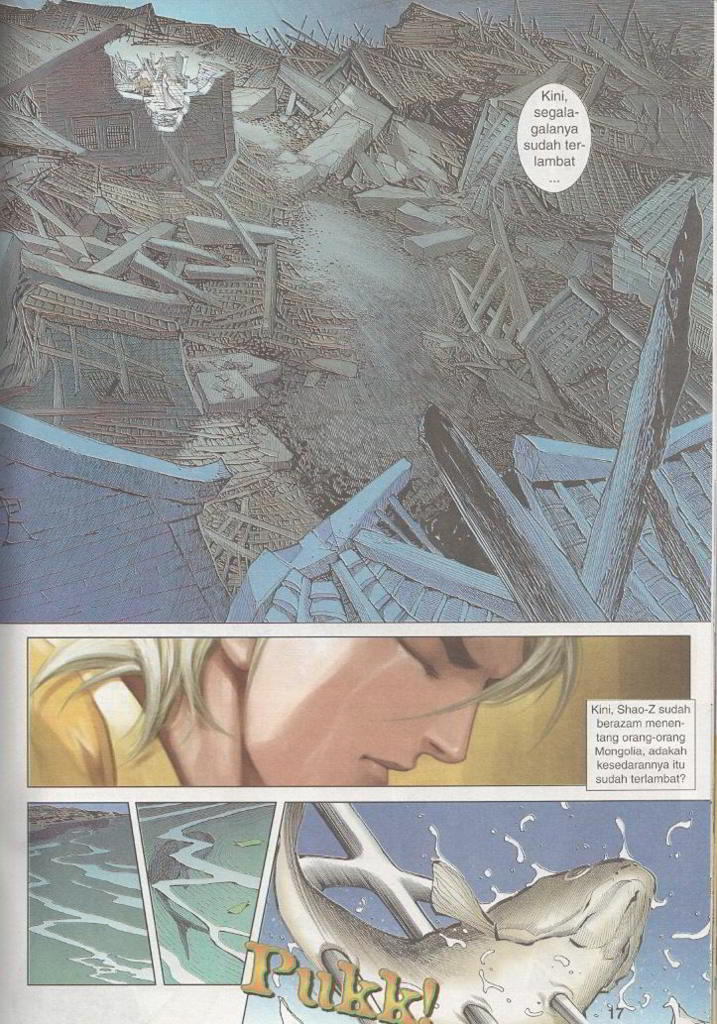 Kini,
segala-
galanya
sudah ter-
lambat
...
Kini, Shao-Z sudah
berazam menen-
tang orang-orang
Mongolia, adakah
kesedarannya itu
sudah terlambat?
Pukk!
17